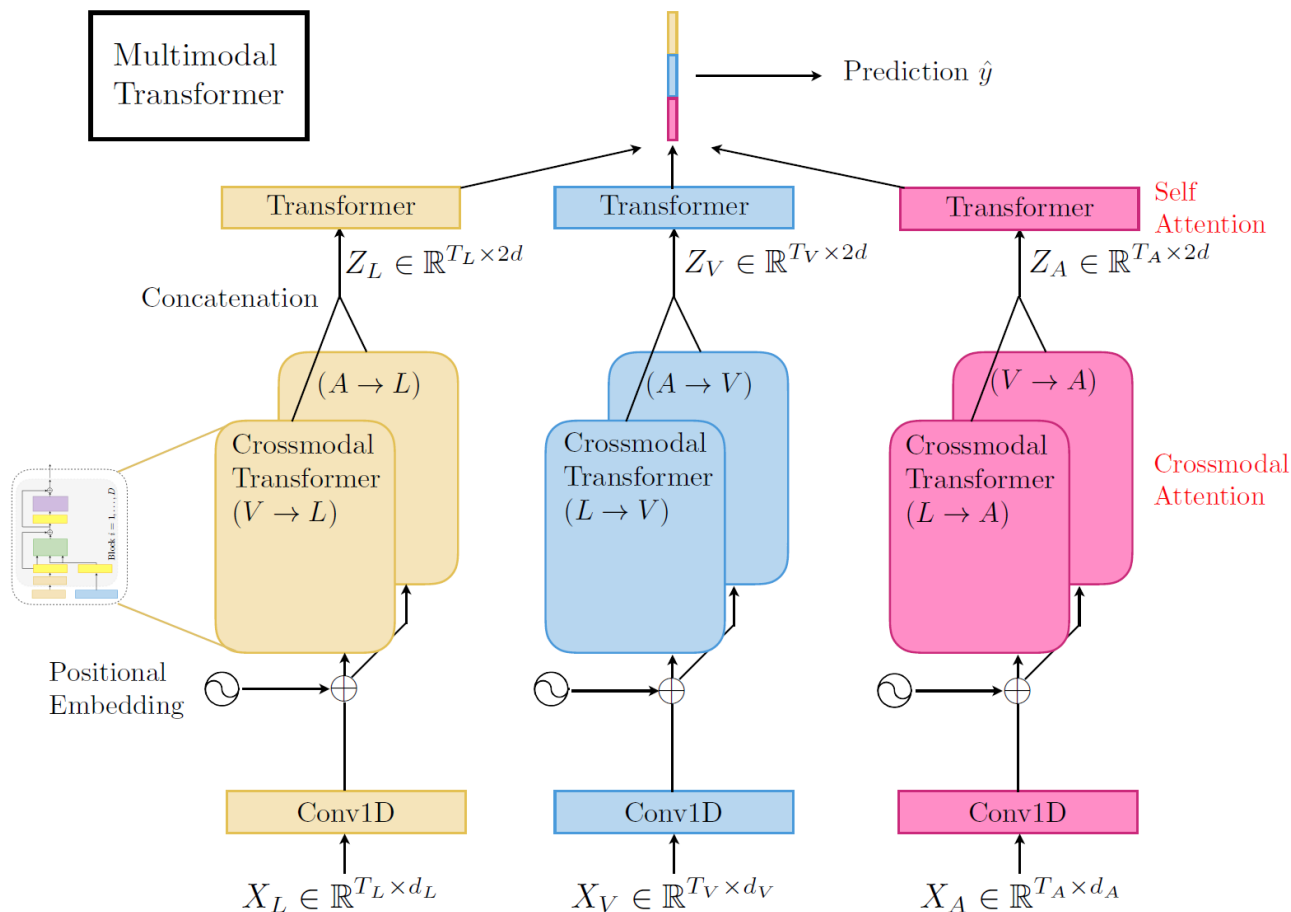 Multimodal
Transformer
Prediction ŷ
Transformer
Transformer
Transformer
Self
Attention
Z_L ∈ ℝ^{T_L × 2d}
Z_V ∈ ℝ^{T_V × 2d}
Z_A ∈ ℝ^{T_A × 2d}
Concatenation
(A → L)
(A → V)
(V → A)
Crossmodal
Transformer
(V → L)
Crossmodal
Transformer
(L → V)
Crossmodal
Transformer
(L → A)
Crossmodal
Attention
Block i = 1, . . . , D
Positional
Embedding
Conv1D
Conv1D
Conv1D
X_L ∈ ℝ^{T_L × d_L}
X_V ∈ ℝ^{T_V × d_V}
X_A ∈ ℝ^{T_A × d_A}